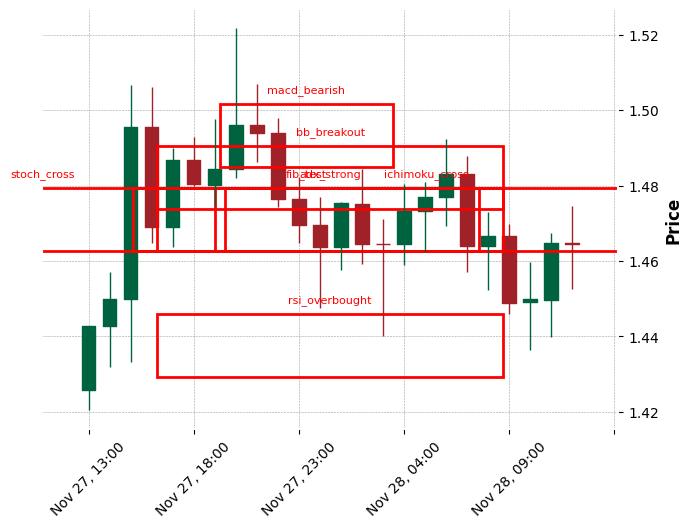 1.52
1.50
1.48
1.46
1.44
1.42
Price
macd_bearish
bb_breakout
stoch_cross
ichimoku_cross
rsi_overbought
Nov 27, 13:00
Nov 27, 18:00
Nov 27, 23:00
Nov 28, 04:00
Nov 28, 09:00